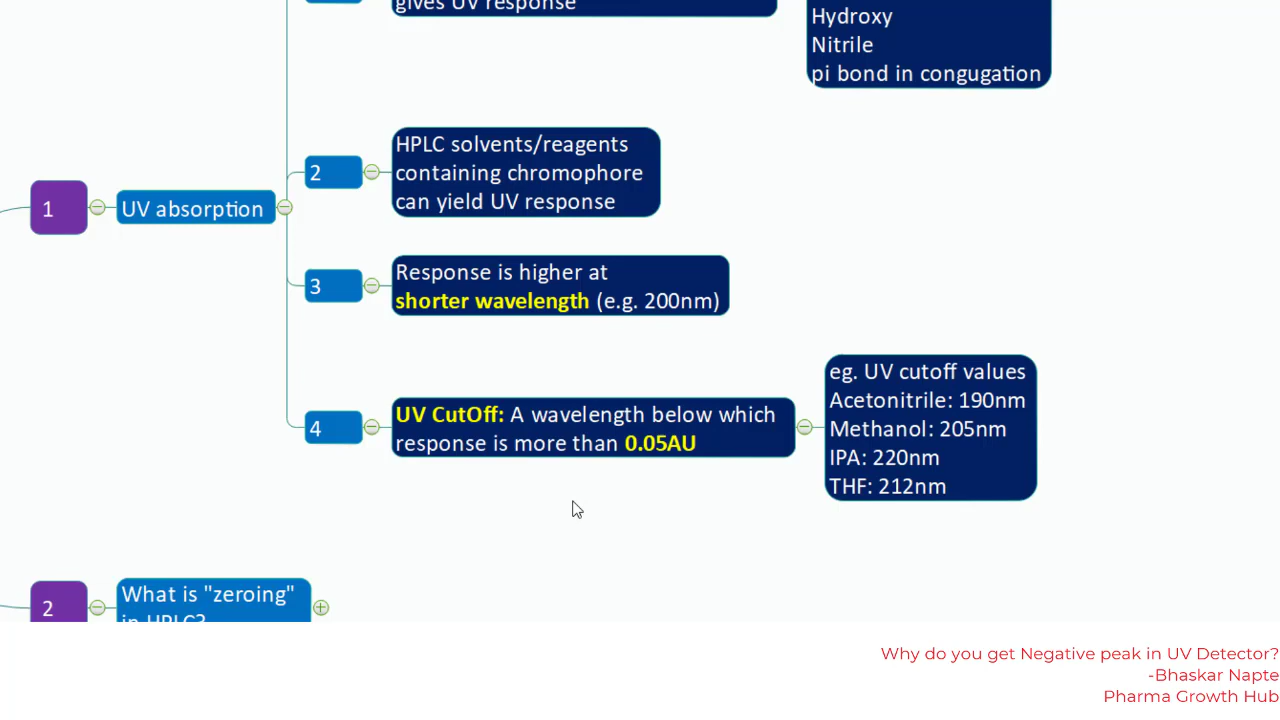 gives UV response
Hydroxy
Nitrile
pi bond in congugation
1
UV absorption
2
HPLC solvents/reagents
containing chromophore
can yield UV response
3
Response is higher at
shorter wavelength (e.g. 200nm)
4
UV CutOff: A wavelength below which
response is more than 0.05AU
eg. UV cutoff values
Acetonitrile: 190nm
Methanol: 205nm
IPA: 220nm
THF: 212nm
2
What is "zeroing"
in HPLC?
Why do you get Negative peak in UV Detector?
-Bhaskar Napte
Pharma Growth Hub